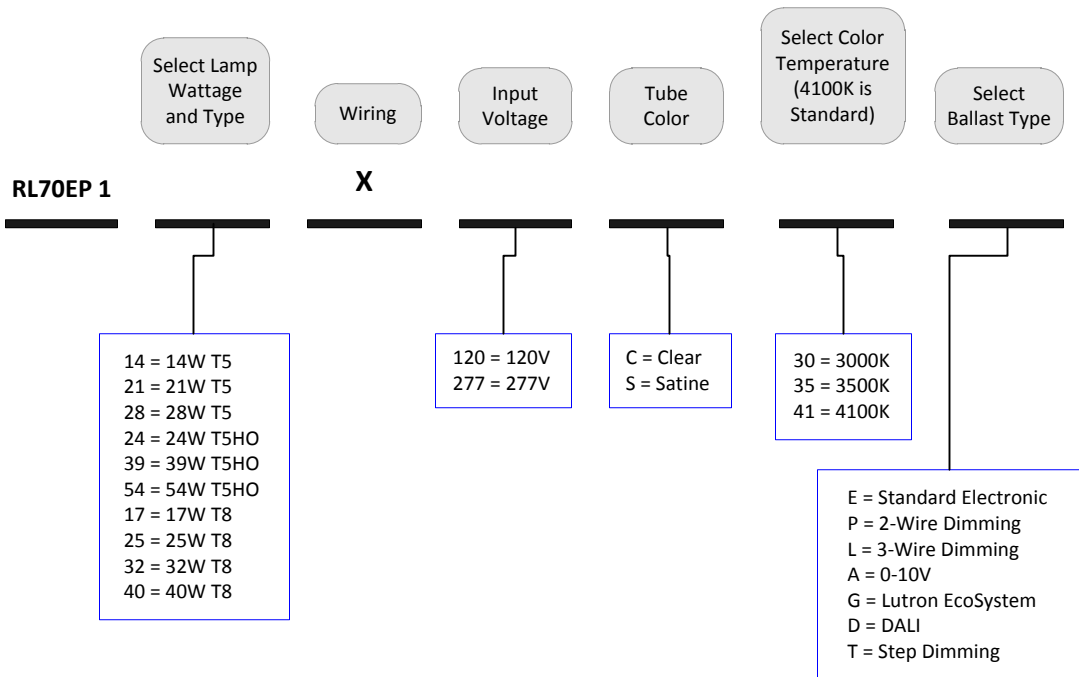 Select Lamp
Wattage
and Type
Wiring
Input
Voltage
Tube
Color
Select Color
Temperature
(4100K is
Standard)
Select
Ballast Type
RL70EP 1
X
14 = 14W T5
21 = 21W T5
28 = 28W T5
24 = 24W T5HO
39 = 39W T5HO
54 = 54W T5HO
17 = 17W T8
25 = 25W T8
32 = 32W T8
40 = 40W T8
120 = 120V
277 = 277V
C = Clear
S = Satine
30 = 3000K
35 = 3500K
41 = 4100K
E = Standard Electronic
P = 2-Wire Dimming
L = 3-Wire Dimming
A = 0-10V
G = Lutron EcoSystem
D = DALI
T = Step Dimming